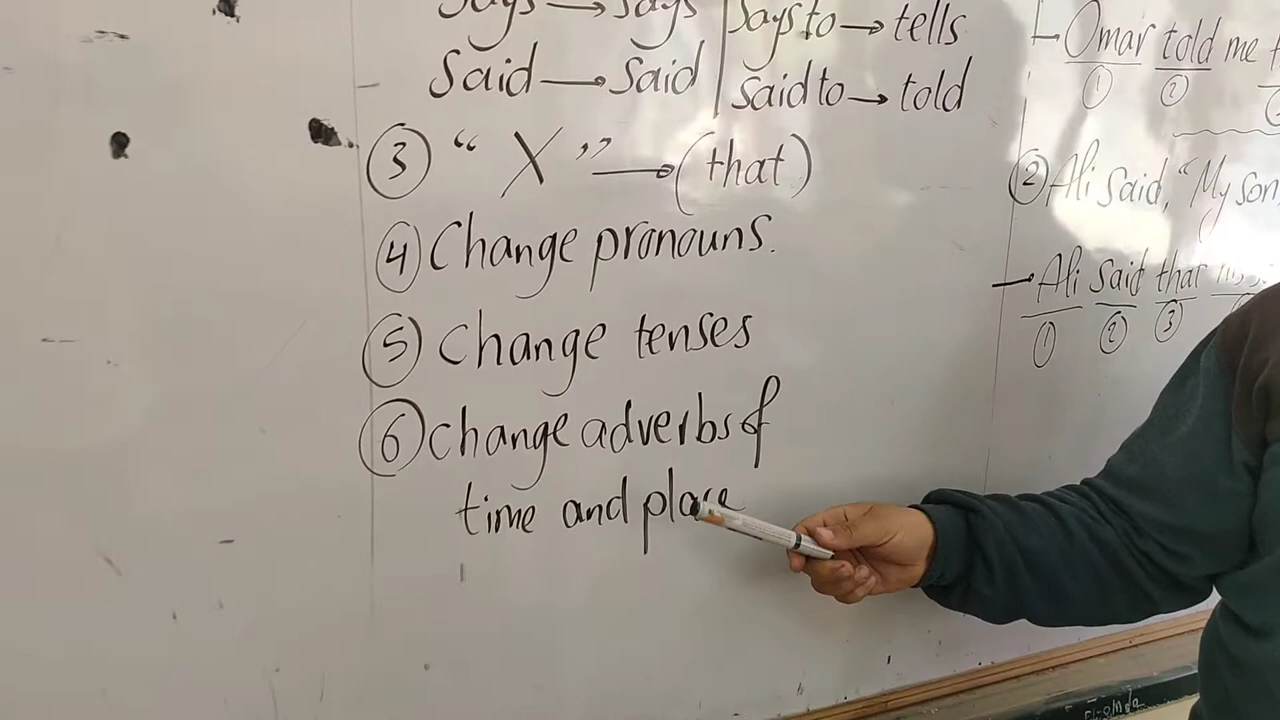 says → says | says to → tells
Said → Said | said to → told
③ " X " → (that)
④ Change pronouns.
⑤ Change tenses
⑥ change adverbs of
time and place
Omar told me
① ②
② Ali said, "My son,
→ Ali said that his
① ② ③